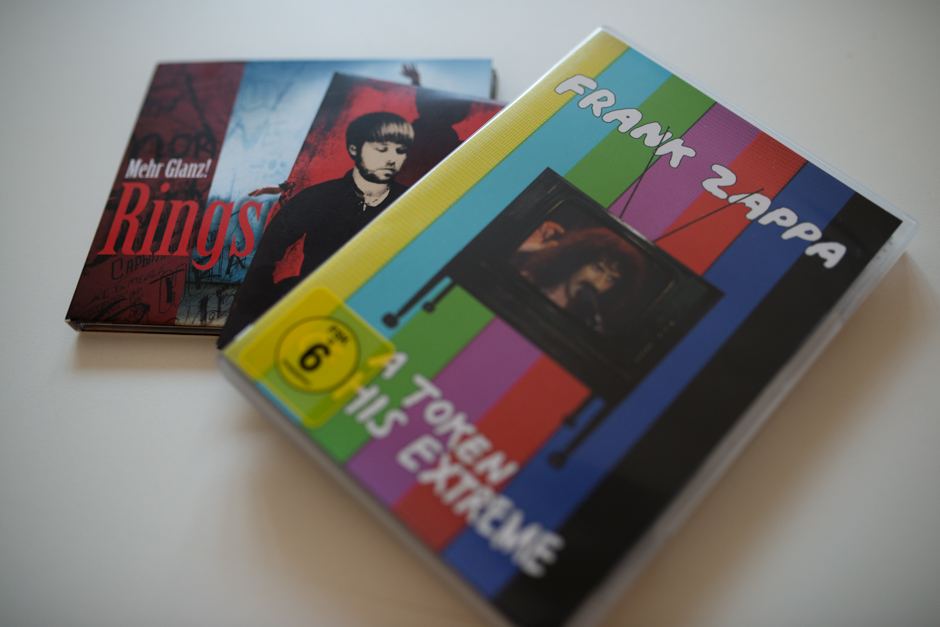 Mehr Glanz!
Rings
FRANK ZAPPA
6
A TOKEN
HIS EXTREME